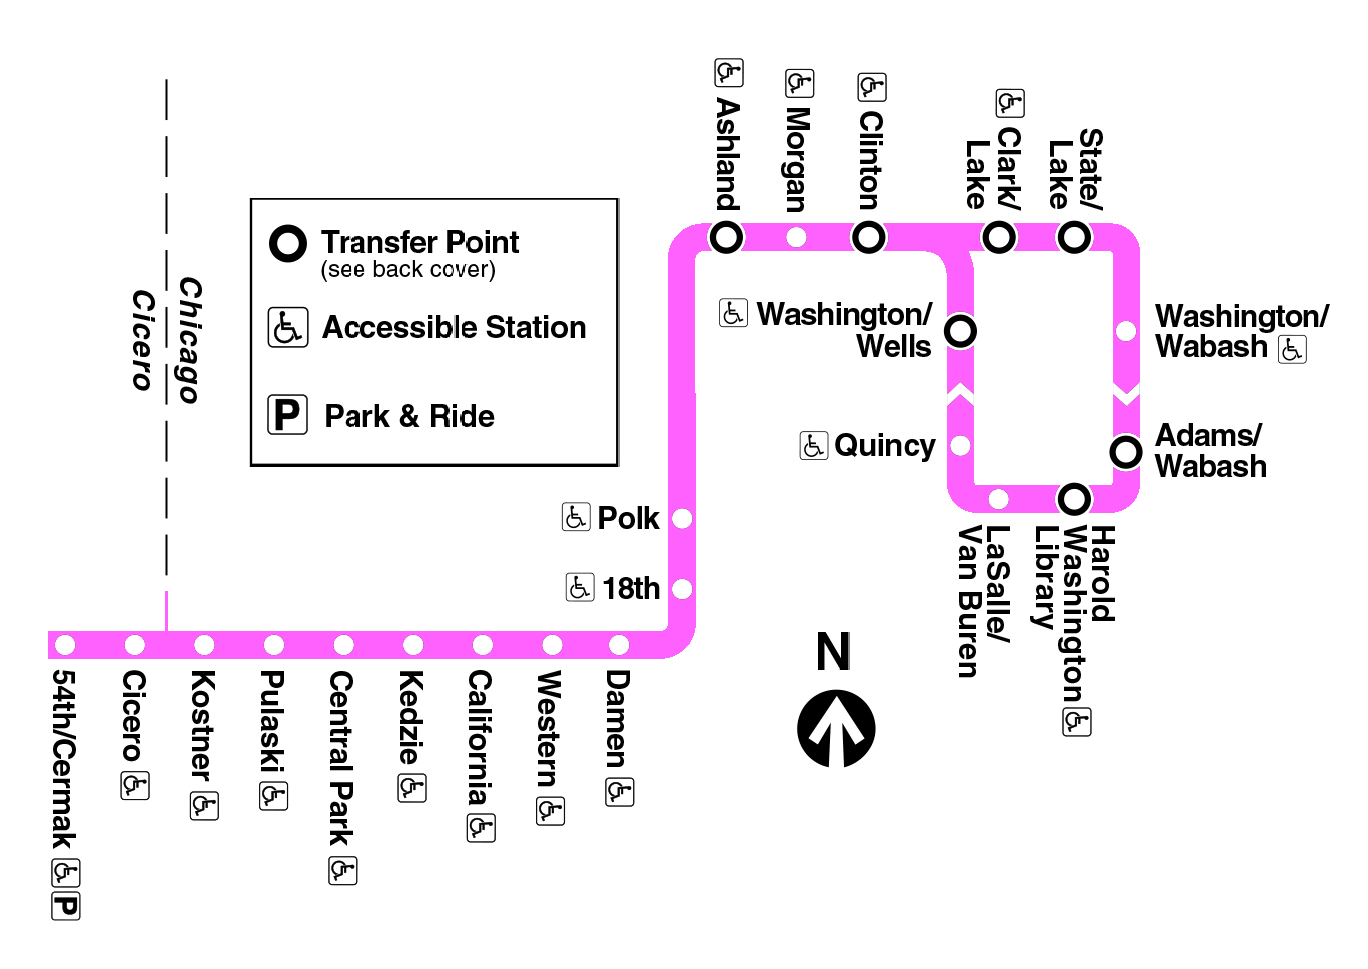 Ashland
Morgan
Clinton
Clark/
Lake
State/
Lake
Chicago
Cicero
Transfer Point
(see back cover)
Accessible Station
P Park & Ride
Washington/
Wells
Washington/
Wabash
Quincy
Adams/
Wabash
Polk
18th
LaSalle/
Van Buren
Harold
Washington
Library
N
54th/Cermak
P
Cicero
Kostner
Pulaski
Central Park
Kedzie
California
Western
Damen